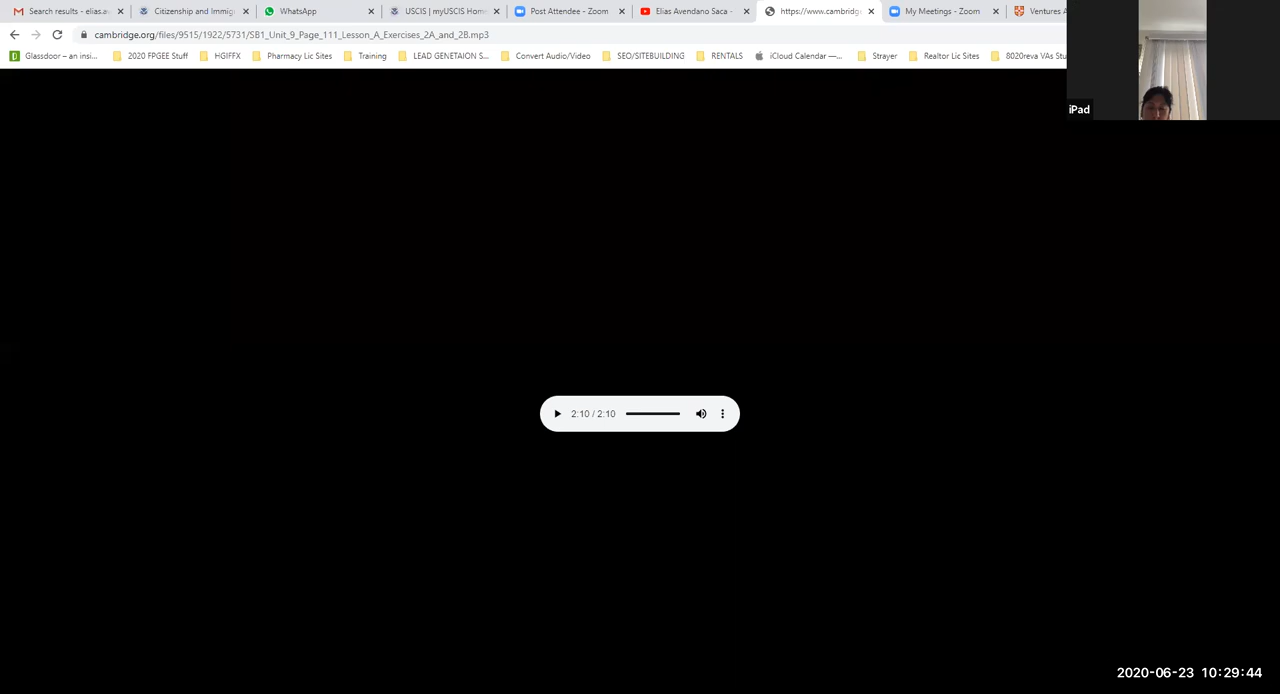 Search results - elias.av
Citizenship and Immig
WhatsApp
USCIS | myUSCIS Home
Post Attendee - Zoom
Elias Avendano Saca -
https://www.cambridg
My Meetings - Zoom
Ventures A
cambridge.org/files/9515/1922/5731/SB1_Unit_9_Page_111_Lesson_A_Exercises_2A_and_2B.mp3
Glassdoor – an insi...
2020 FPGEE Stuff
HGIFFX
Pharmacy Lic Sites
Training
LEAD GENETAION S...
Convert Audio/Video
SEO/SITEBUILDING
RENTALS
iCloud Calendar —...
Strayer
Realtor Lic Sites
8020reva VAs Stu
iPad
2:10 / 2:10
2020-06-23 10:29:44